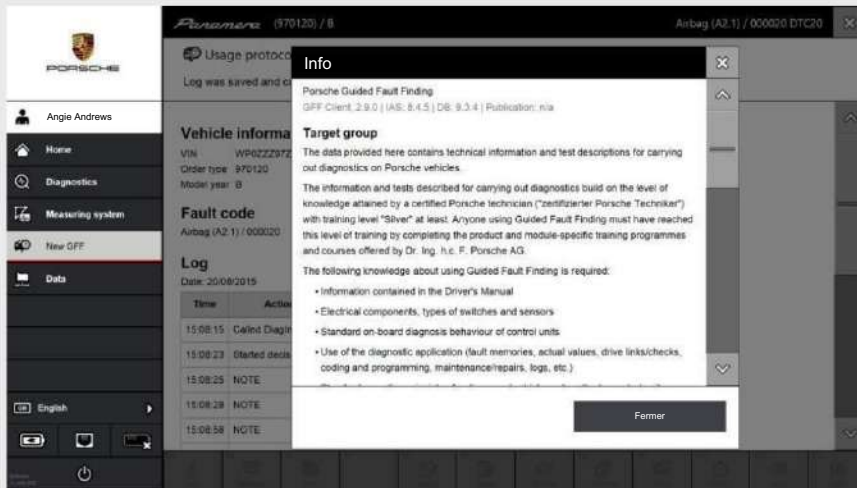 Panamera (970120) / B
Airbag (A2.1) / 000020 DTC20
PORSCHE
Angie Andrews
Home
Diagnostics
Measuring system
New GFF
Data
English
Usage protoco
Log was saved and cl
Vehicle informa
VIN WP0ZZZ97Z
Order type 970120
Model year B
Fault code
Airbag (A2.1) / 000020
Log
Date: 20/08/2015
Time Action
15:08:15 Called Diagn
15:08:23 Started decis
15:08:25 NOTE
15:08:28 NOTE
15:08:58 NOTE
Info
Porsche Guided Fault Finding
GFF Client: 2.9.0 | IAS: 8.4.5 | DB: 9.3.4 | Publication: n/a
Target group
The data provided here contains technical information and test descriptions for carrying
out diagnostics on Porsche vehicles.
The information and tests described for carrying out diagnostics build on the level of
knowledge attained by a certified Porsche technician ("zertifizierter Porsche Techniker")
with training level "Silver" at least. Anyone using Guided Fault Finding must have reached
this level of training by completing the product and module-specific training programmes
and courses offered by Dr. Ing. h.c. F. Porsche AG.
The following knowledge about using Guided Fault Finding is required:
• Information contained in the Driver's Manual
• Electrical components, types of switches and sensors
• Standard on-board diagnosis behaviour of control units
• Use of the diagnostic application (fault memories, actual values, drive links/checks,
coding and programming, maintenance/repairs, logs, etc.)
Fermer